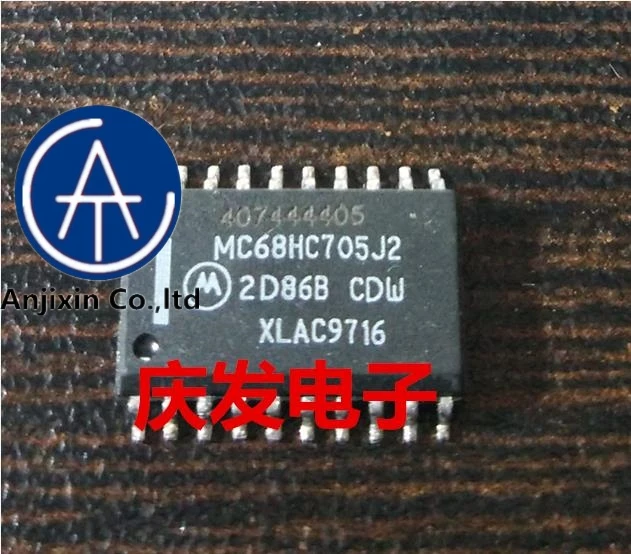 407444405
MC68HC705J2
2D86B CDW
XLAC9716
Anjixin Co.,ltd
庆发电子